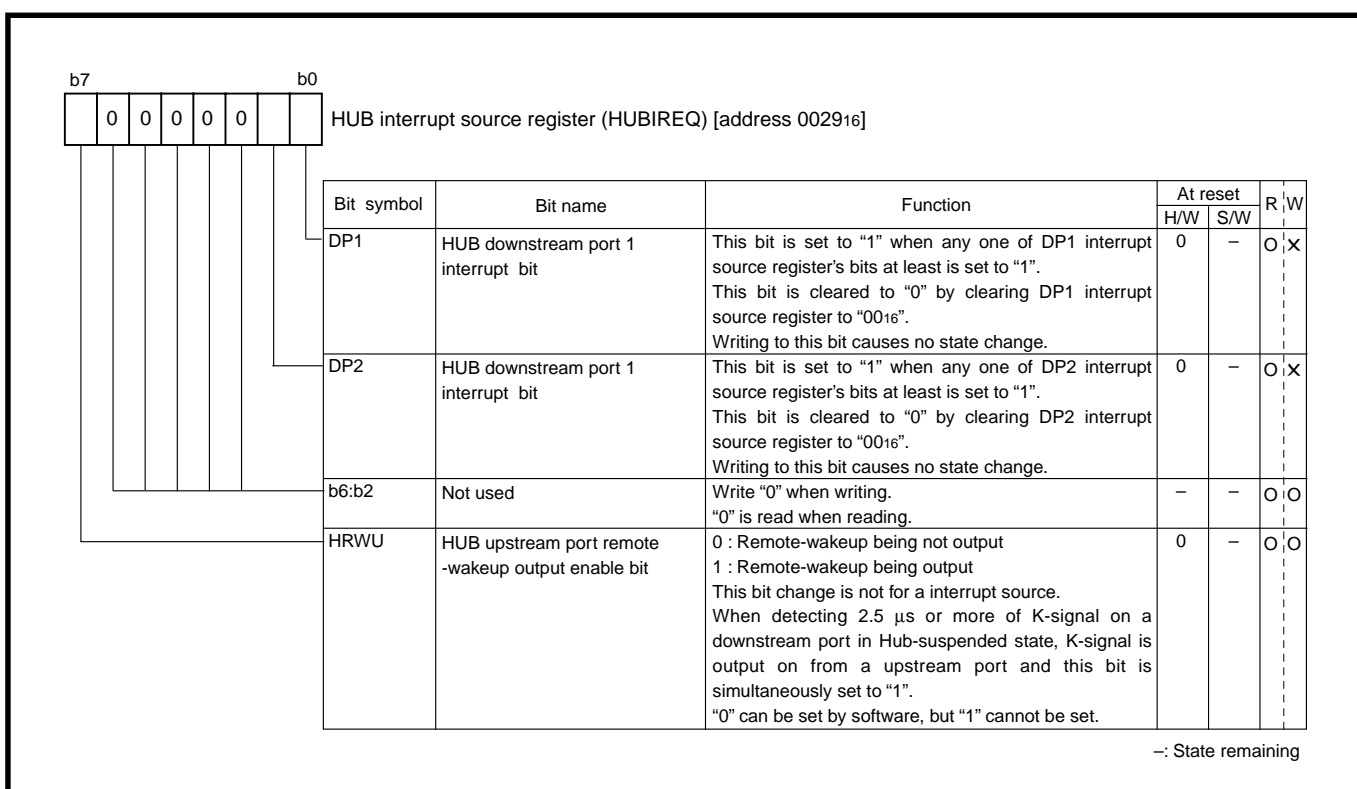 b7 b0
0 0 0 0 0
HUB interrupt source register (HUBIREQ) [address 002916]
Bit symbol Bit name Function At reset R W
H/W S/W
DP1 HUB downstream port 1 This bit is set to “1” when any one of DP1 interrupt 0 – O ×
interrupt bit source register's bits at least is set to “1”.
This bit is cleared to “0” by clearing DP1 interrupt
source register to “0016”.
Writing to this bit causes no state change.
DP2 HUB downstream port 1 This bit is set to “1” when any one of DP2 interrupt 0 – O ×
interrupt bit source register's bits at least is set to “1”.
This bit is cleared to “0” by clearing DP2 interrupt
source register to “0016”.
Writing to this bit causes no state change.
b6:b2 Not used Write “0” when writing. – – O O
“0” is read when reading.
HRWU HUB upstream port remote 0 : Remote-wakeup being not output 0 – O O
-wakeup output enable bit 1 : Remote-wakeup being output
This bit change is not for a interrupt source.
When detecting 2.5 µs or more of K-signal on a
downstream port in Hub-suspended state, K-signal is
output on from a upstream port and this bit is
simultaneously set to “1”.
“0” can be set by software, but “1” cannot be set.
–: State remaining